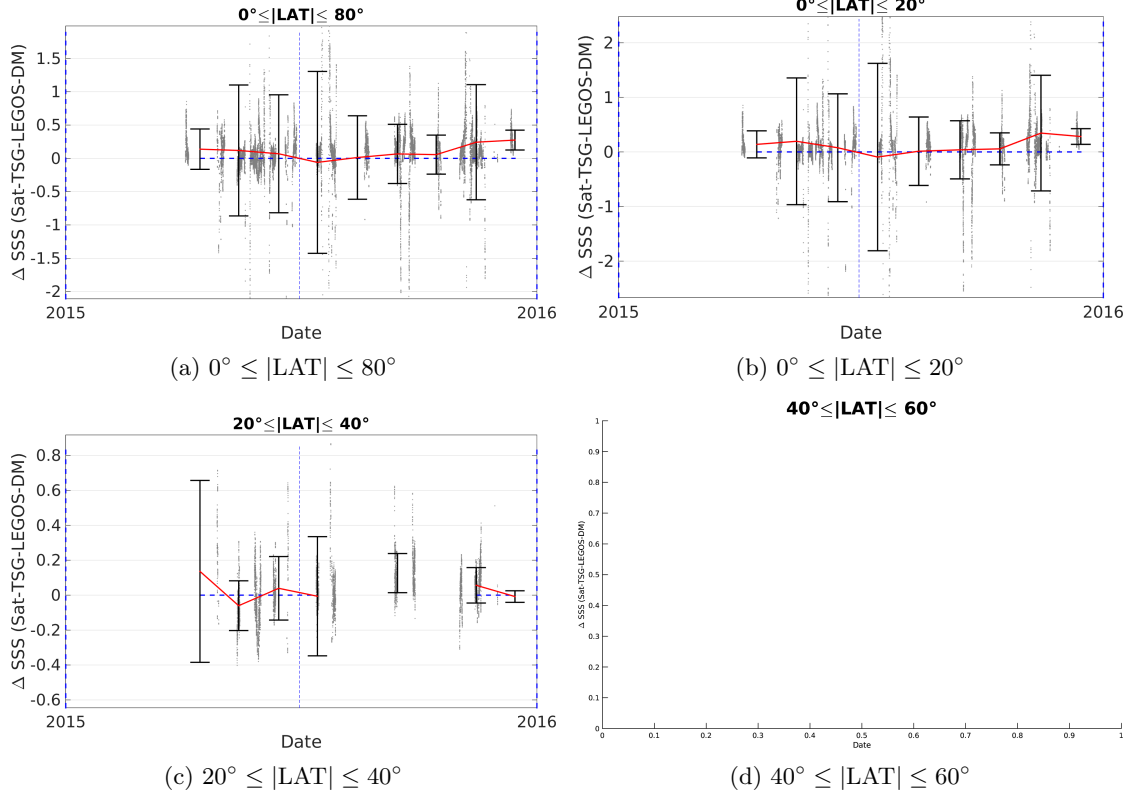 0°≤|LAT|≤ 80°
Δ SSS (Sat-TSG-LEGOS-DM)
1.5
1
0.5
0
-0.5
-1
-1.5
-2
2015
2016
Date
(a) 0° ≤ |LAT| ≤ 80°
0°≤|LAT|≤ 20°
Δ SSS (Sat-TSG-LEGOS-DM)
2
1
0
-1
-2
2015
2016
Date
(b) 0° ≤ |LAT| ≤ 20°
20°≤|LAT|≤ 40°
Δ SSS (Sat-TSG-LEGOS-DM)
0.8
0.6
0.4
0.2
0
-0.2
-0.4
-0.6
2015
2016
Date
(c) 20° ≤ |LAT| ≤ 40°
40°≤|LAT|≤ 60°
Δ SSS (Sat-TSG-LEGOS-DM)
1
0.9
0.8
0.7
0.6
0.5
0.4
0.3
0.2
0.1
0
0 0.1 0.2 0.3 0.4 0.5 0.6 0.7 0.8 0.9 1
Date
(d) 40° ≤ |LAT| ≤ 60°